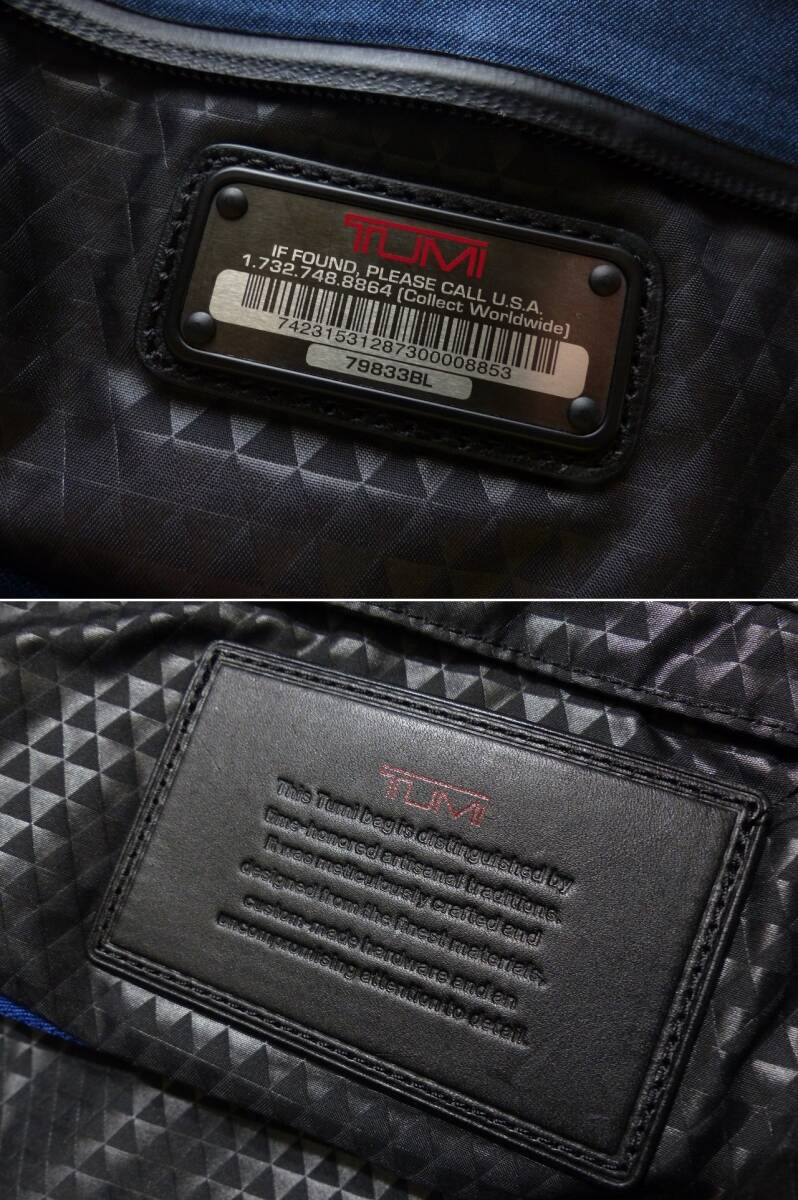 TUMI
IF FOUND, PLEASE CALL U.S.A.
1.732.748.8864 (Collect Worldwide)
74231531287300008853
79833BL
TUMI
This Tumi bag is distinguished by
time-honored artisanal traditions.
It was meticulously crafted and
designed from the finest materials,
custom-made hardware and an
uncompromising attention to detail.